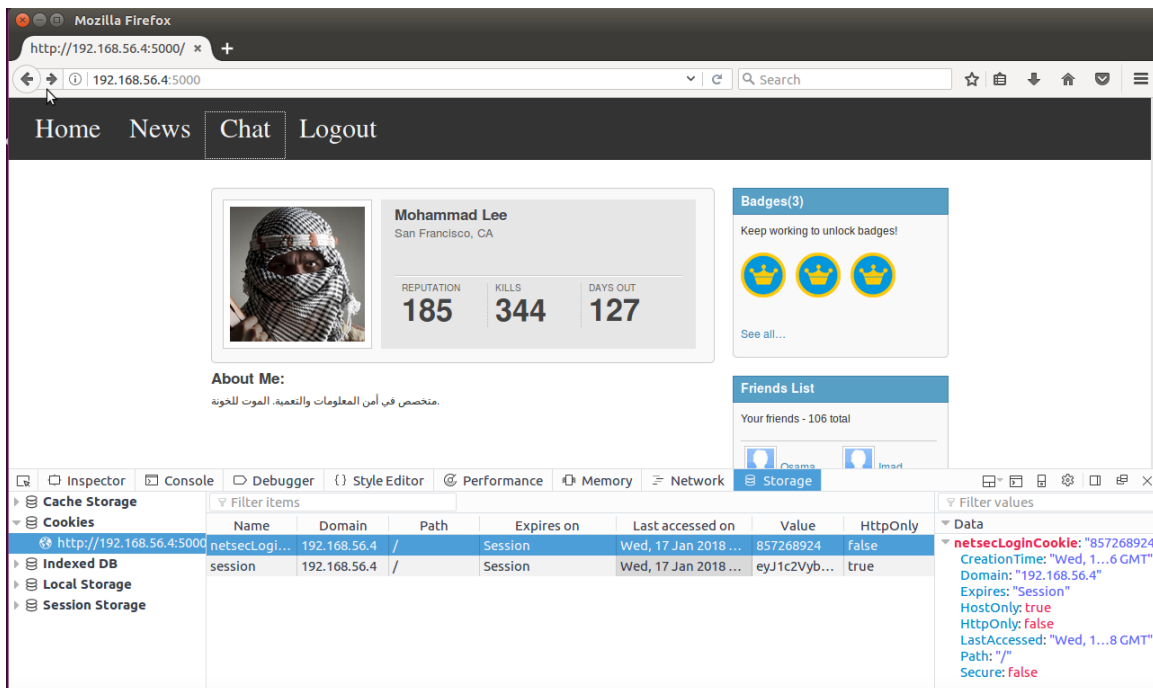 Mozilla Firefox
http://192.168.56.4:5000/ × +
192.168.56.4:5000 Search
Home News Chat Logout
Mohammad Lee
San Francisco, CA
REPUTATION KILLS DAYS OUT
185 344 127
About Me:
متخصص في أمن المعلومات والتعمية. الموت للخونة.
Badges(3)
Keep working to unlock badges!
See all...
Friends List
Your friends - 106 total
Osama Imad
Inspector Console Debugger {} Style Editor Performance Memory Network Storage
Cache Storage
Cookies
http://192.168.56.4:5000
Indexed DB
Local Storage
Session Storage
Filter items
Name Domain Path Expires on Last accessed on Value HttpOnly
netsecLogi... 192.168.56.4 / Session Wed, 17 Jan 2018 ... 857268924 false
session 192.168.56.4 / Session Wed, 17 Jan 2018 ... eyJ1c2Vyb... true
Filter values
Data
netsecLoginCookie: "857268924
CreationTime: "Wed, 1...6 GMT"
Domain: "192.168.56.4"
Expires: "Session"
HostOnly: true
HttpOnly: false
LastAccessed: "Wed, 1...8 GMT"
Path: "/"
Secure: false